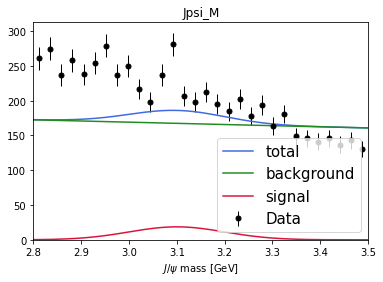 Jpsi_M
300
250
200
150
100
50
0
total
background
signal
Data
2.8 2.9 3.0 3.1 3.2 3.3 3.4 3.5
J/ψ mass [GeV]